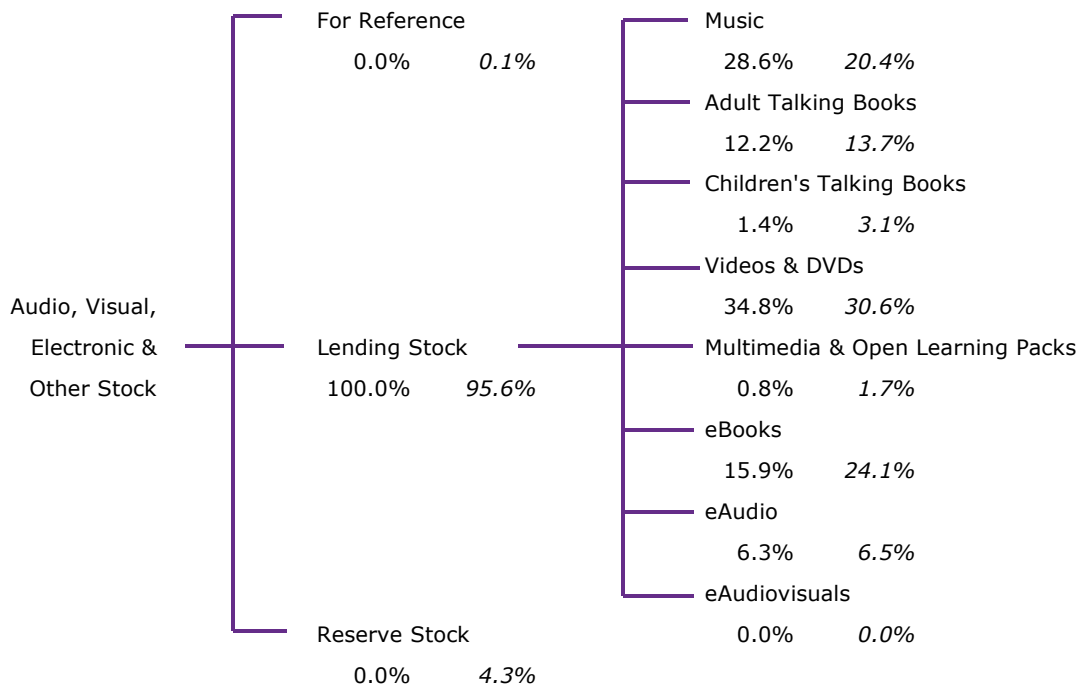 Audio, Visual,
Electronic &
Other Stock
For Reference
0.0% 0.1%
Lending Stock
100.0% 95.6%
Reserve Stock
0.0% 4.3%
Music
28.6% 20.4%
Adult Talking Books
12.2% 13.7%
Children's Talking Books
1.4% 3.1%
Videos & DVDs
34.8% 30.6%
Multimedia & Open Learning Packs
0.8% 1.7%
eBooks
15.9% 24.1%
eAudio
6.3% 6.5%
eAudiovisuals
0.0% 0.0%